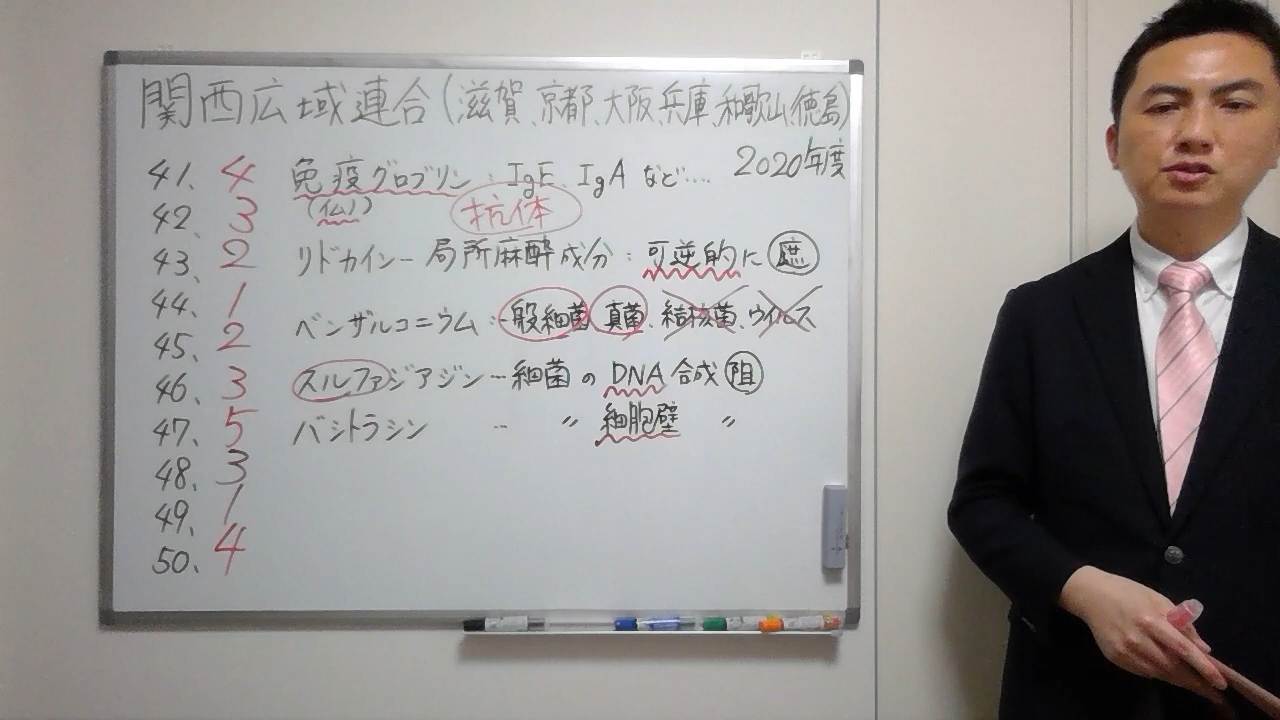 関西広域連合(滋賀、京都、大阪、兵庫、和歌山、徳島)
2020年度
41、4 免疫グロブリン：IgE、IgAなど....
42、3 (イムノ) 抗体
43、2 リドカイン－局所麻酔成分：可逆的に遮
44、1 ベンザルコニウム：一般細菌、真菌、結核菌、ウイルス
45、2
46、3 スルファジアジン…細菌のDNA合成阻
47、5 バシトラシン … 〃 細胞壁 〃
48、3
49、1
50、4